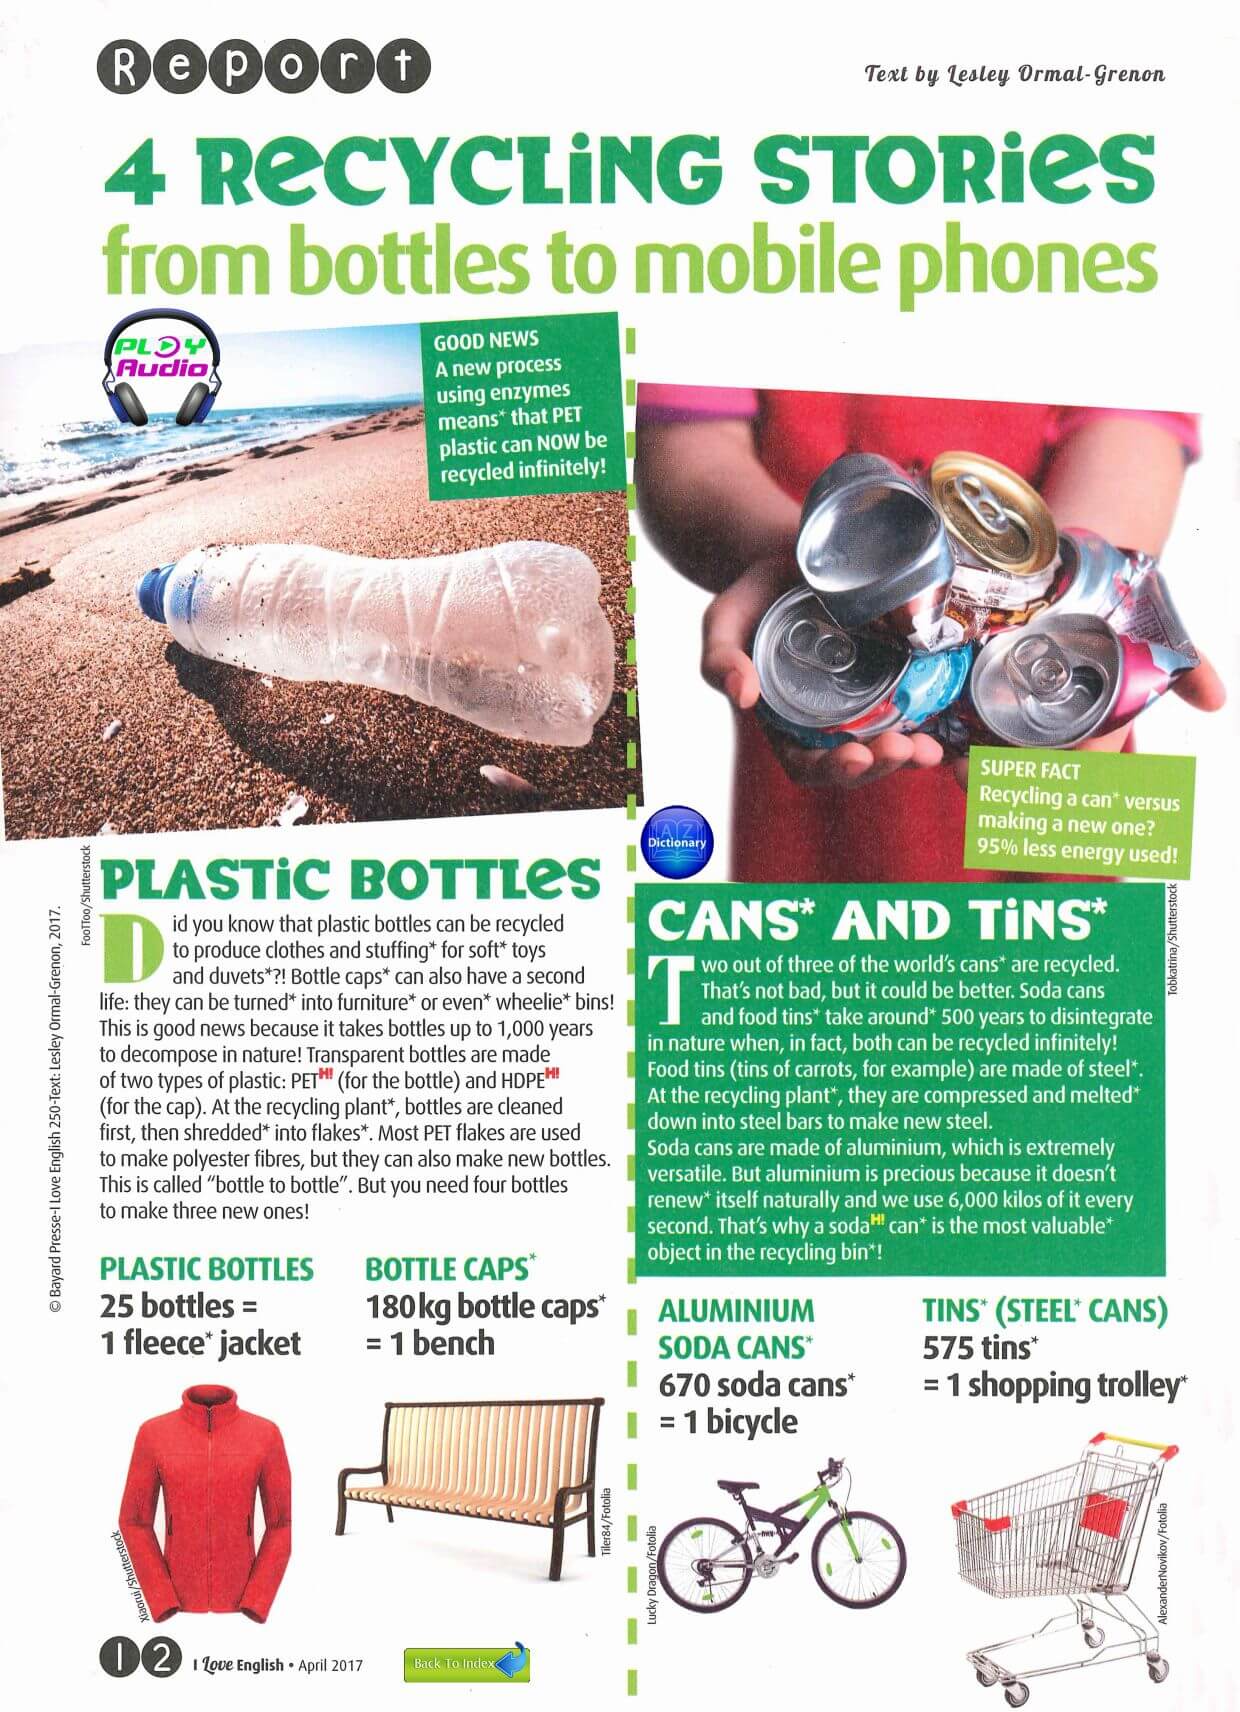 Report
Text by Lesley Ormal-Grenon
4 RECYCLING STORIES
from bottles to mobile phones
PLAY
Audio
GOOD NEWS
A new process
using enzymes
means* that PET
plastic can NOW be
recycled infinitely!
FooTToo/Shutterstock
© Bayard Presse-I Love English 250-Text: Lesley Ormal-Grenon, 2017.
PLASTIC BOTTLES
Did you know that plastic bottles can be recycled
to produce clothes and stuffing* for soft* toys
and duvets*?! Bottle caps* can also have a second
life: they can be turned* into furniture* or even* wheelie* bins!
This is good news because it takes bottles up to 1,000 years
to decompose in nature! Transparent bottles are made
of two types of plastic: PET H! (for the bottle) and HDPE H!
(for the cap). At the recycling plant*, bottles are cleaned
first, then shredded* into flakes*. Most PET flakes are used
to make polyester fibres, but they can also make new bottles.
This is called “bottle to bottle”. But you need four bottles
to make three new ones!
PLASTIC BOTTLES
25 bottles =
1 fleece* jacket
Xiaorui/Shutterstock
BOTTLE CAPS*
180kg bottle caps*
= 1 bench
Tiler84/Fotolia
SUPER FACT
Recycling a can* versus
making a new one?
95% less energy used!
A Z
Dictionary
Tobkatrina/Shutterstock
CANS* AND TINS*
Two out of three of the world's cans* are recycled.
That's not bad, but it could be better. Soda cans
and food tins* take around* 500 years to disintegrate
in nature when, in fact, both can be recycled infinitely!
Food tins (tins of carrots, for example) are made of steel*.
At the recycling plant*, they are compressed and melted*
down into steel bars to make new steel.
Soda cans are made of aluminium, which is extremely
versatile. But aluminium is precious because it doesn't
renew* itself naturally and we use 6,000 kilos of it every
second. That's why a soda H! can* is the most valuable*
object in the recycling bin*!
ALUMINIUM
SODA CANS*
670 soda cans*
= 1 bicycle
Lucky Dragon/Fotolia
TINS* (STEEL* CANS)
575 tins*
= 1 shopping trolley*
AlexanderNovikov/Fotolia
12 I Love English • April 2017
Back To Index